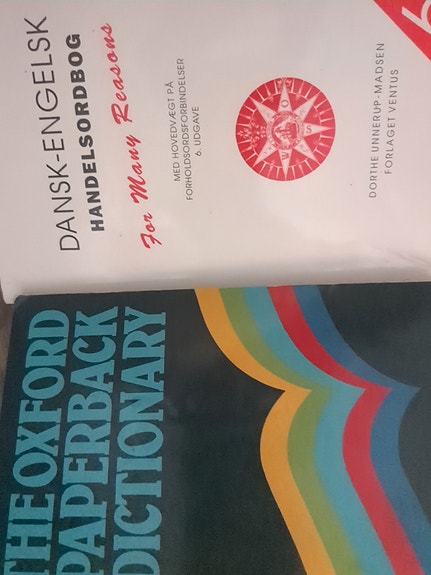 DANSK-ENGELSK
HANDELSORDBOG
For Many Reasons
MED HOVEDVÆGT PÅ
FORHOLDSORDSFORBINDELSER
6. UDGAVE
DORTHE UNNERUP-MADSEN
FORLAGET VENTUS
6
THE OXFORD
PAPERBACK
DICTIONARY